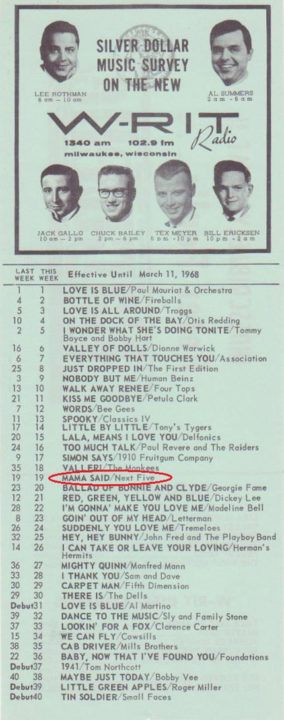 SILVER DOLLAR
MUSIC SURVEY
ON THE NEW
LEE ROTHMAN
6 am - 10 am
AL SUMMERS
2 am - 6 am
W-RIT
Radio
1340 am 102.9 fm
milwaukee, wisconsin
JACK GALLO
10 am - 2 pm
CHUCK BAILEY
2 pm - 6 pm
TEX MEYER
6 pm - 10 pm
BILL ERICKSEN
10 pm - 2 am
LAST WEEK THIS WEEK Effective Until March 11, 1968
1 1 LOVE IS BLUE/Paul Mauriat & Orchestra
4 2 BOTTLE OF WINE/Fireballs
5 3 LOVE IS ALL AROUND/Troggs
10 4 ON THE DOCK OF THE BAY/Otis Redding
2 5 I WONDER WHAT SHE'S DOING TONITE/Tommy
Boyce and Bobby Hart
16 6 VALLEY OF DOLLS/Dionne Warwick
6 7 EVERYTHING THAT TOUCHES YOU/Association
25 8 JUST DROPPED IN/The First Edition
3 9 NOBODY BUT ME/Human Beinz
13 10 WALK AWAY RENEE/Four Tops
21 11 KISS ME GOODBYE/Petula Clark
7 12 WORDS/Bee Gees
11 13 SPOOKY/Classics IV
17 14 LITTLE BY LITTLE/Tony's Tygers
20 15 LALA, MEANS I LOVE YOU/Delfonics
24 16 TOO MUCH TALK/Paul Revere and the Raiders
9 17 SIMON SAYS/1910 Fruitgum Company
35 18 VALLERI/The Monkees
19 19 MAMA SAID/Next Five
23 20 BALLAD OF BONNIE AND CLYDE/Georgie Fame
12 21 RED, GREEN, YELLOW AND BLUE/Dickey Lee
28 22 I'M GONNA' MAKE YOU LOVE ME/Madeline Bell
8 23 GOIN' OUT OF MY HEAD/Letterman
26 24 SUDDENLY YOU LOVE ME/Tremeloes
32 25 HEY, HEY BUNNY/John Fred and The Playboy Band
14 26 I CAN TAKE OR LEAVE YOUR LOVING/Herman's
Hermits
36 27 MIGHTY QUINN/Manfred Mann
33 28 I THANK YOU/Sam and Dave
30 29 CARPET MAN/Fifth Dimension
29 30 THERE IS/The Dells
Debut 31 LOVE IS BLUE/Al Martino
39 32 DANCE TO THE MUSIC/Sly and Family Stone
37 33 LOOKIN' FOR A FOX/Clarence Carter
15 34 WE CAN FLY/Cowsills
38 35 CAB DRIVER/Mills Brothers
22 36 BABY, NOW THAT I'VE FOUND YOU/Foundations
Debut 37 1941/Tom Northcott
40 38 MAYBE JUST TODAY/Bobby Vee
Debut 39 LITTLE GREEN APPLES/Roger Miller
Debut 40 TIN SOLDIER/Small Faces